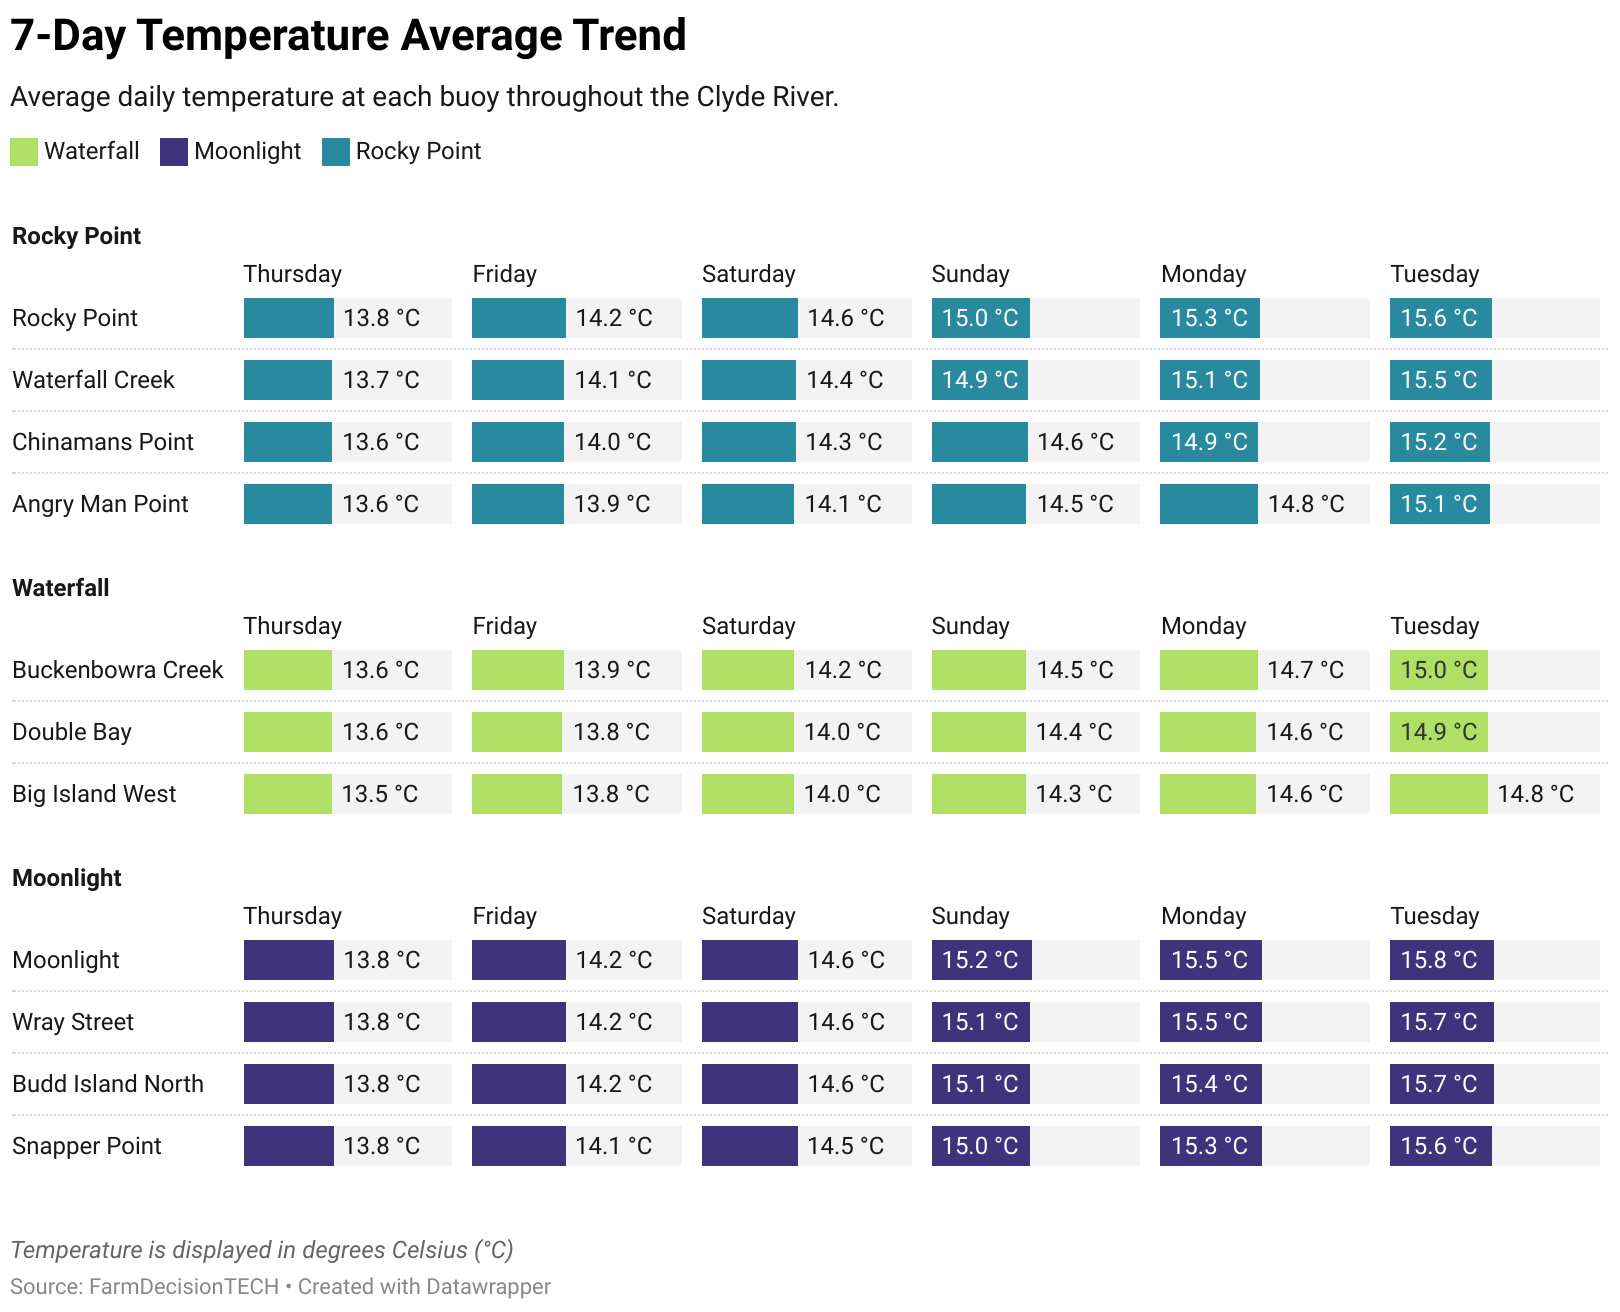 7-Day Temperature Average Trend
Average daily temperature at each buoy throughout the Clyde River.
Waterfall Moonlight Rocky Point
Rocky Point
Thursday Friday Saturday Sunday Monday Tuesday
Rocky Point 13.8 °C 14.2 °C 14.6 °C 15.0 °C 15.3 °C 15.6 °C
Waterfall Creek 13.7 °C 14.1 °C 14.4 °C 14.9 °C 15.1 °C 15.5 °C
Chinamans Point 13.6 °C 14.0 °C 14.3 °C 14.6 °C 14.9 °C 15.2 °C
Angry Man Point 13.6 °C 13.9 °C 14.1 °C 14.5 °C 14.8 °C 15.1 °C
Waterfall
Thursday Friday Saturday Sunday Monday Tuesday
Buckenbowra Creek 13.6 °C 13.9 °C 14.2 °C 14.5 °C 14.7 °C 15.0 °C
Double Bay 13.6 °C 13.8 °C 14.0 °C 14.4 °C 14.6 °C 14.9 °C
Big Island West 13.5 °C 13.8 °C 14.0 °C 14.3 °C 14.6 °C 14.8 °C
Moonlight
Thursday Friday Saturday Sunday Monday Tuesday
Moonlight 13.8 °C 14.2 °C 14.6 °C 15.2 °C 15.5 °C 15.8 °C
Wray Street 13.8 °C 14.2 °C 14.6 °C 15.1 °C 15.5 °C 15.7 °C
Budd Island North 13.8 °C 14.2 °C 14.6 °C 15.1 °C 15.4 °C 15.7 °C
Snapper Point 13.8 °C 14.1 °C 14.5 °C 15.0 °C 15.3 °C 15.6 °C
Temperature is displayed in degrees Celsius (°C)
Source: FarmDecisionTECH • Created with Datawrapper